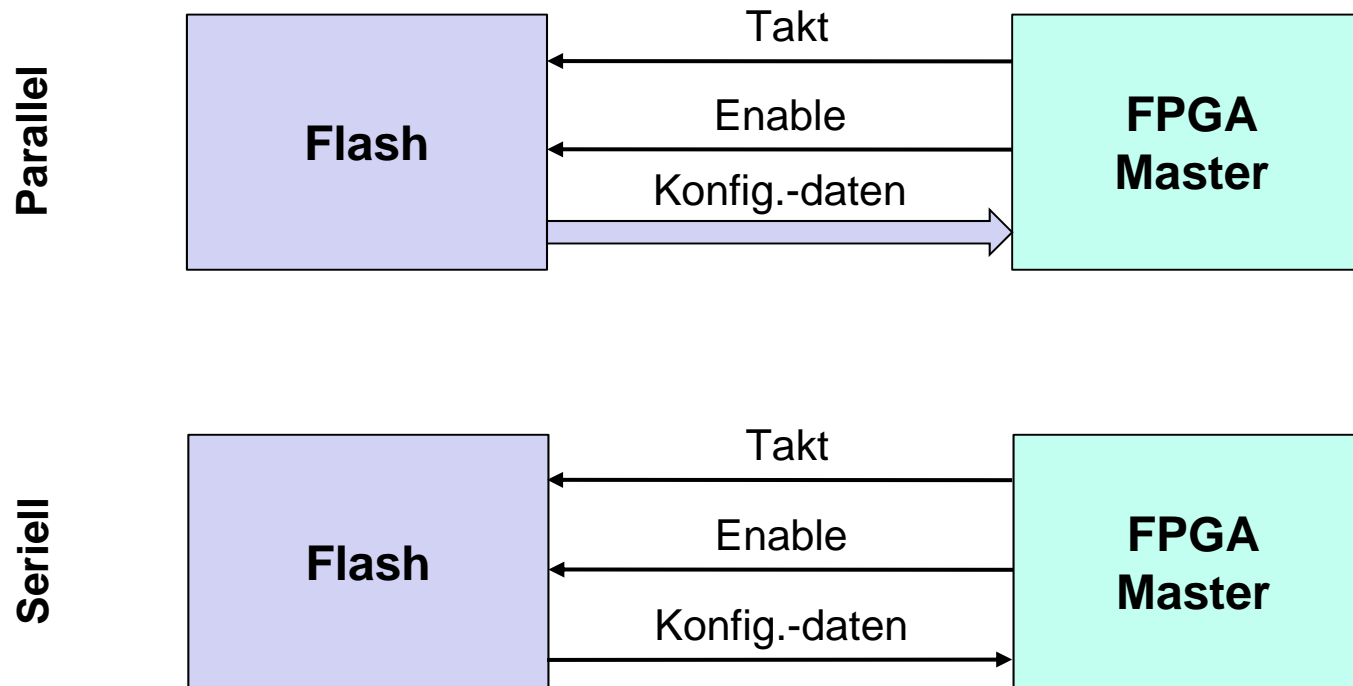 Parallel
Flash
Takt
Enable
Konfig.-daten
FPGA
Master
Seriell
Flash
Takt
Enable
Konfig.-daten
FPGA
Master